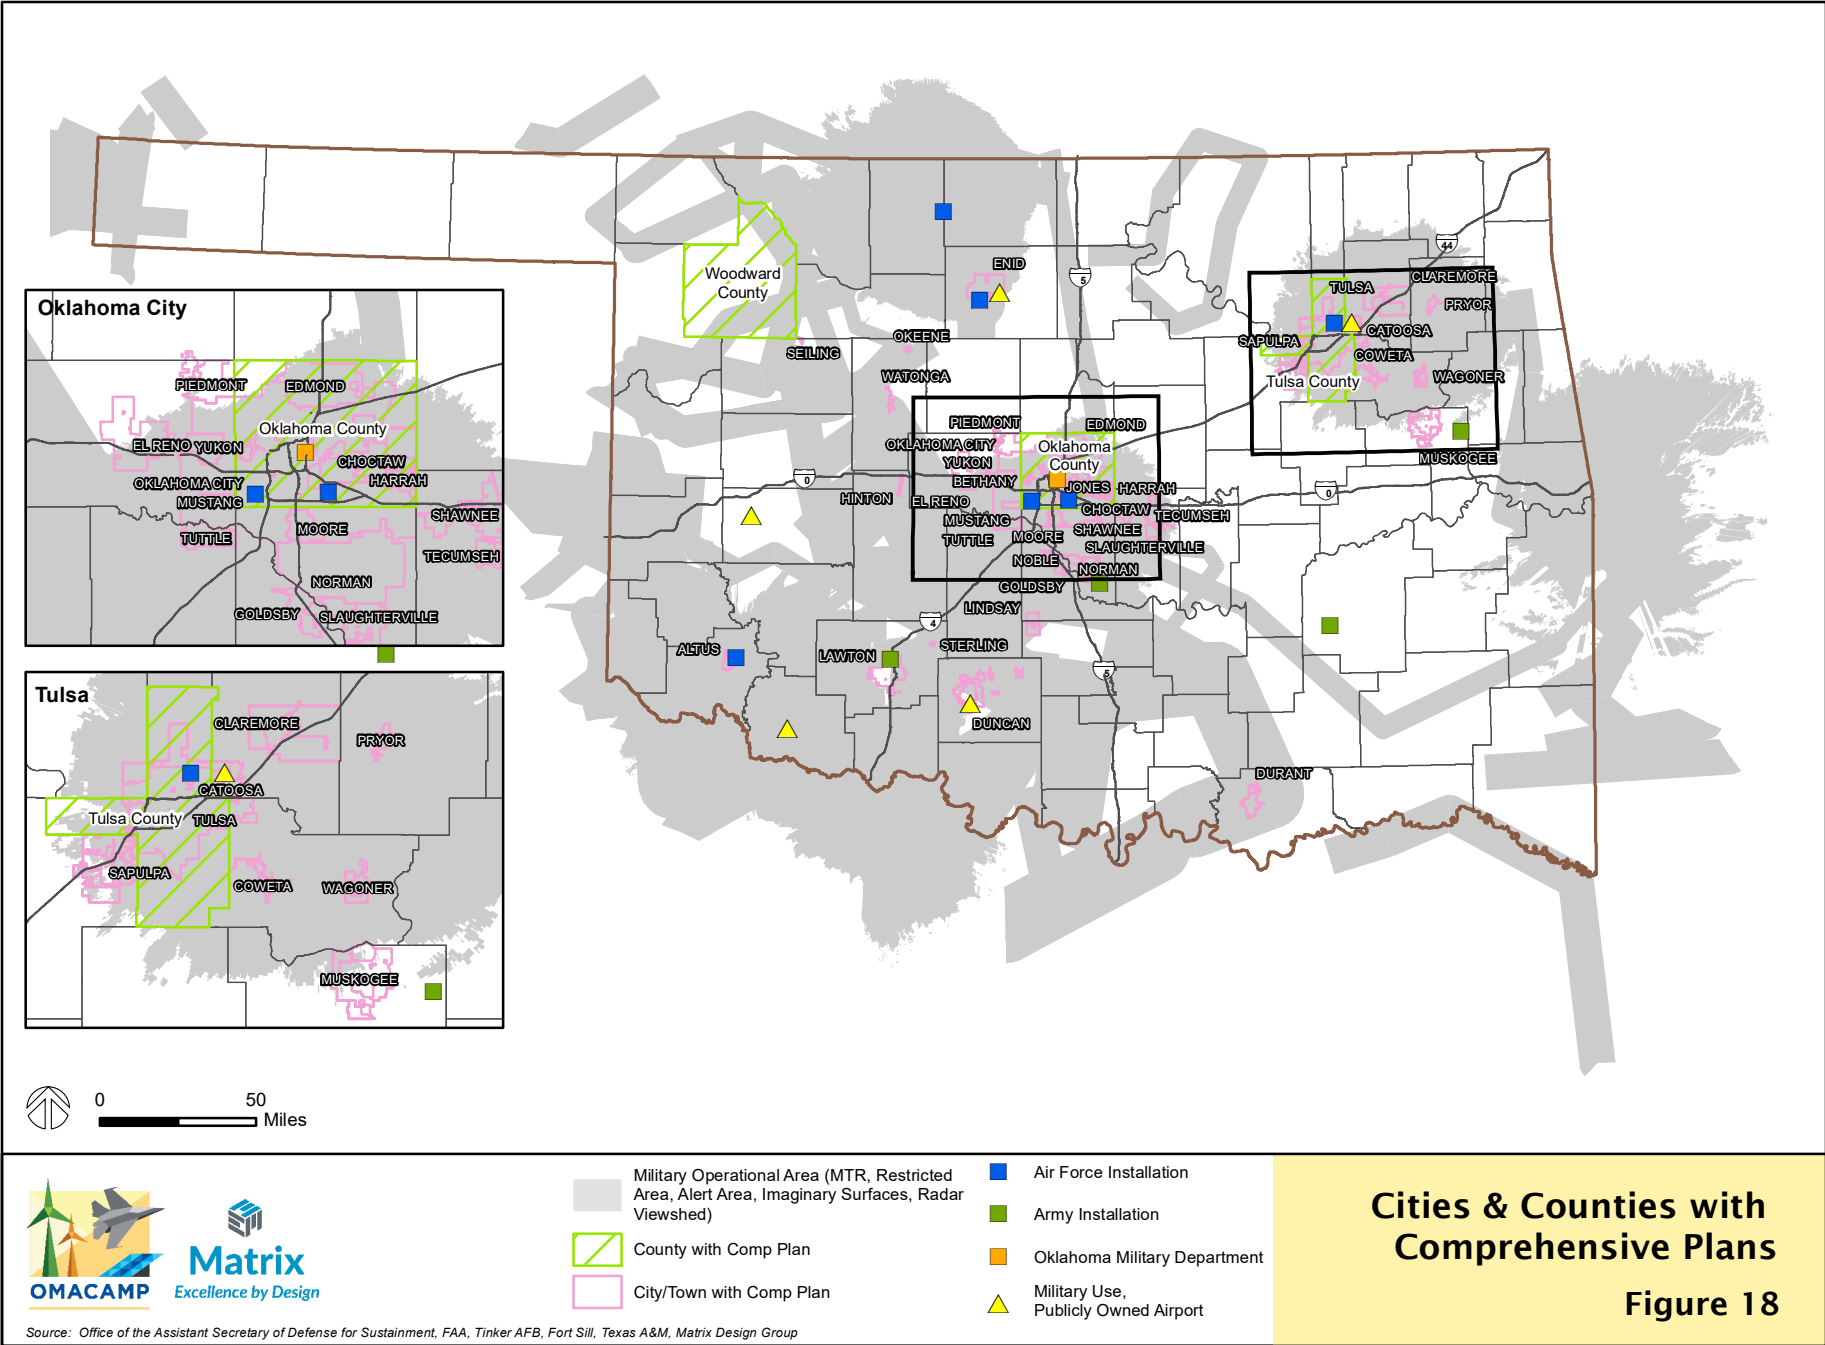 Woodward
County
ENID
OKEENE
SEILING
WATONGA
5
44
CLAREMORE
TULSA
PRYOR
CATOOSA
SAPULPA
COWETA
Tulsa County
WAGONER
MUSKOGEE
PIEDMONT
EDMOND
OKLAHOMA CITY
Oklahoma
County
YUKON
BETHANY
JONES
HARRAH
HINTON
EL RENO
CHOCTAW
TECUMSEH
MUSTANG
MOORE
SHAWNEE
TUTTLE
SLAUGHTERVILLE
NOBLE
NORMAN
GOLDSBY
LINDSAY
0
0
4
5
ALTUS
LAWTON
STERLING
DUNCAN
DURANT
Oklahoma City
PIEDMONT
EDMOND
Oklahoma County
EL RENO
YUKON
CHOCTAW
OKLAHOMA CITY
HARRAH
MUSTANG
SHAWNEE
MOORE
TUTTLE
TECUMSEH
NORMAN
GOLDSBY
SLAUGHTERVILLE
Tulsa
CLAREMORE
PRYOR
CATOOSA
Tulsa County
TULSA
SAPULPA
COWETA
WAGONER
MUSKOGEE
0 50
Miles
OMACAMP
Matrix
Excellence by Design
Military Operational Area (MTR, Restricted
Area, Alert Area, Imaginary Surfaces, Radar
Viewshed)
County with Comp Plan
City/Town with Comp Plan
Air Force Installation
Army Installation
Oklahoma Military Department
Military Use,
Publicly Owned Airport
Cities & Counties with
Comprehensive Plans
Figure 18
Source: Office of the Assistant Secretary of Defense for Sustainment, FAA, Tinker AFB, Fort Sill, Texas A&M, Matrix Design Group